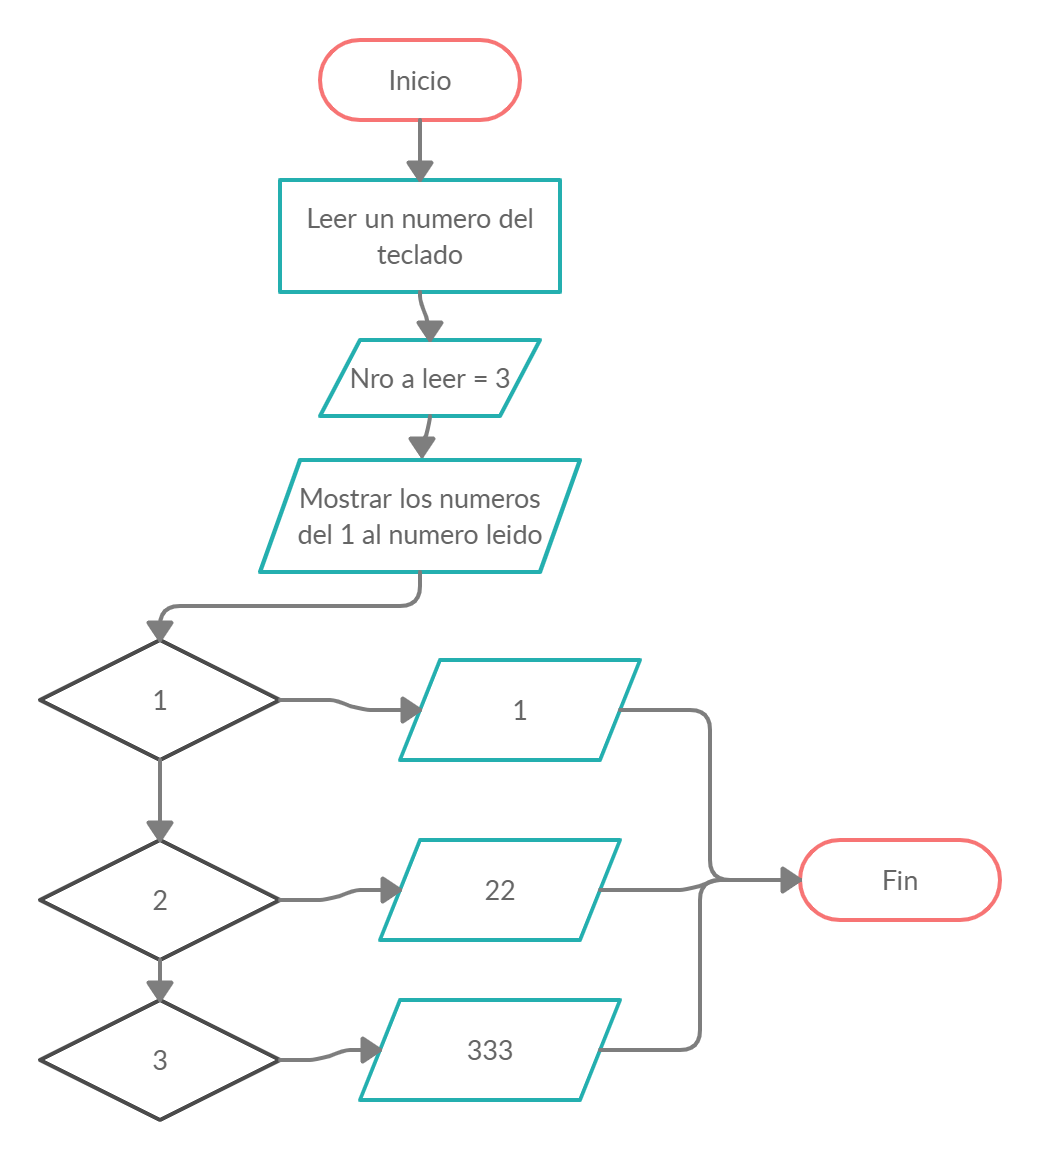 Inicio
Leer un numero del
teclado
Nro a leer = 3
Mostrar los numeros
del 1 al numero leido
1
1
2
22
Fin
3
333